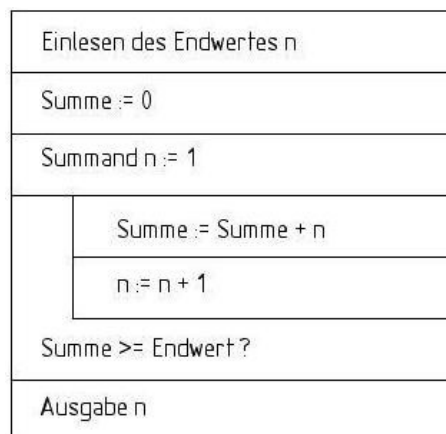 Einlesen des Endwertes n
Summe := 0
Summand n := 1
Summe := Summe + n
n := n + 1
Summe >= Endwert ?
Ausgabe n